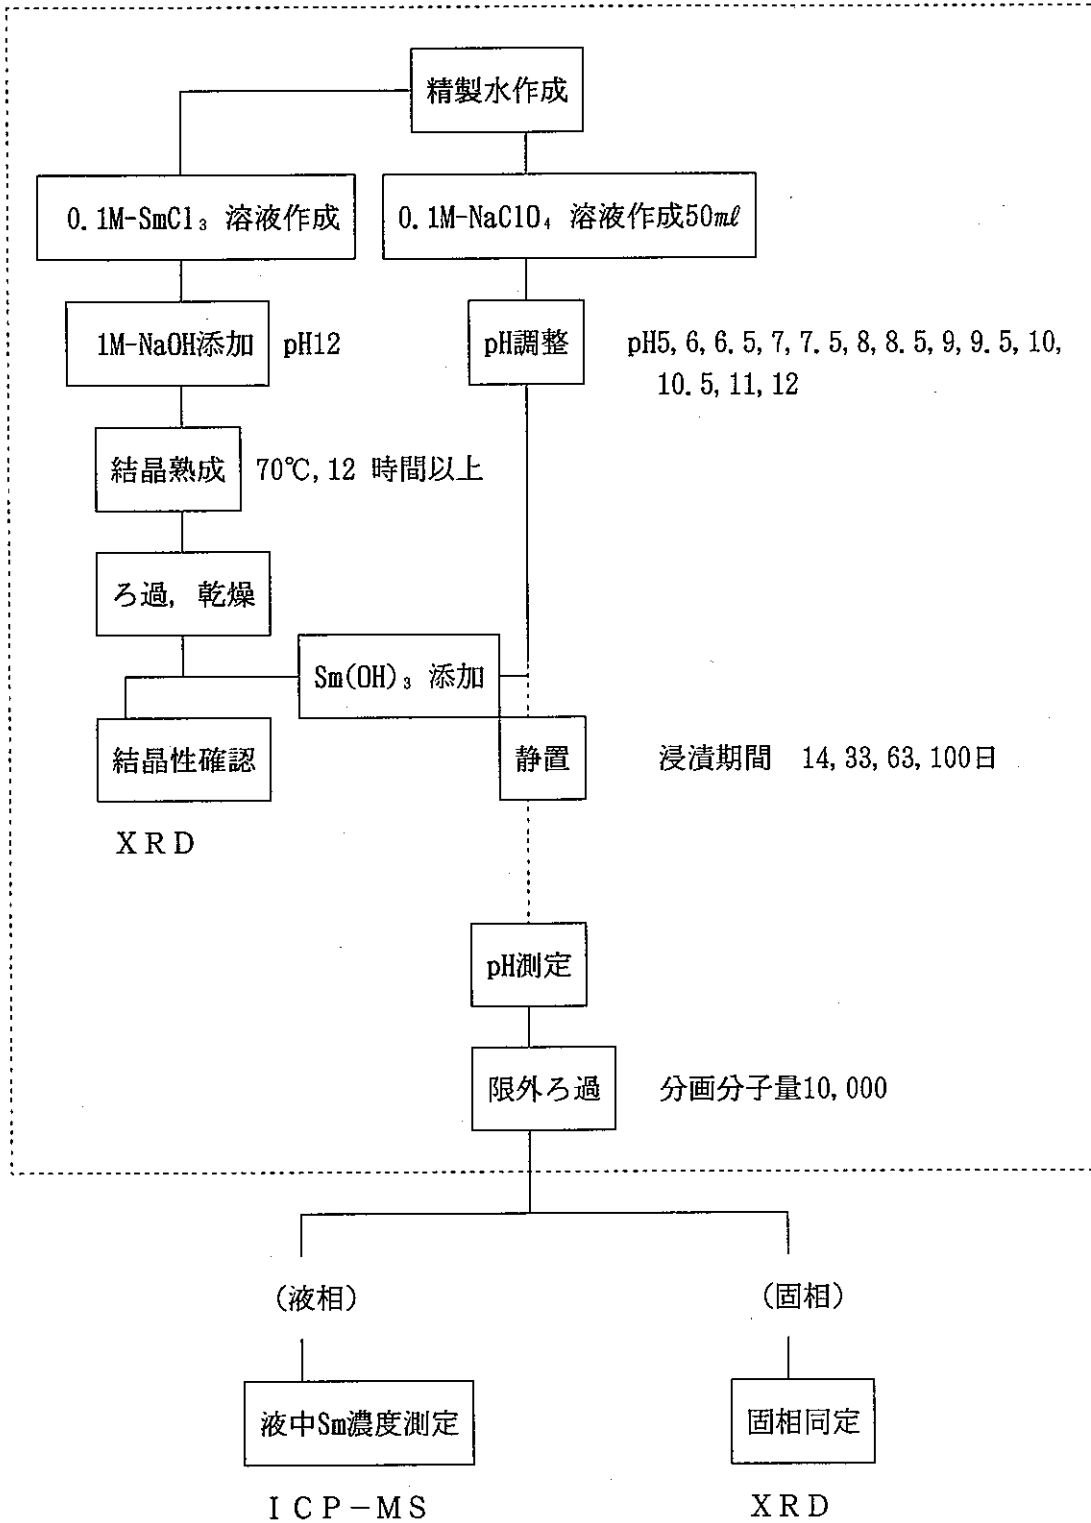 精製水作成
0.1M-SmCl₃ 溶液作成
0.1M-NaClO₄ 溶液作成50㎖
1M-NaOH添加
pH12
pH調整
pH5,6,6.5,7,7.5,8,8.5,9,9.5,10,
10.5,11,12
結晶熟成
70℃,12 時間以上
ろ過, 乾燥
Sm(OH)₃ 添加
結晶性確認
XRD
静置
浸漬期間 14,33,63,100日
pH測定
限外ろ過
分画分子量10,000
(液相)
(固相)
液中Sm濃度測定
固相同定
ICP-MS
XRD